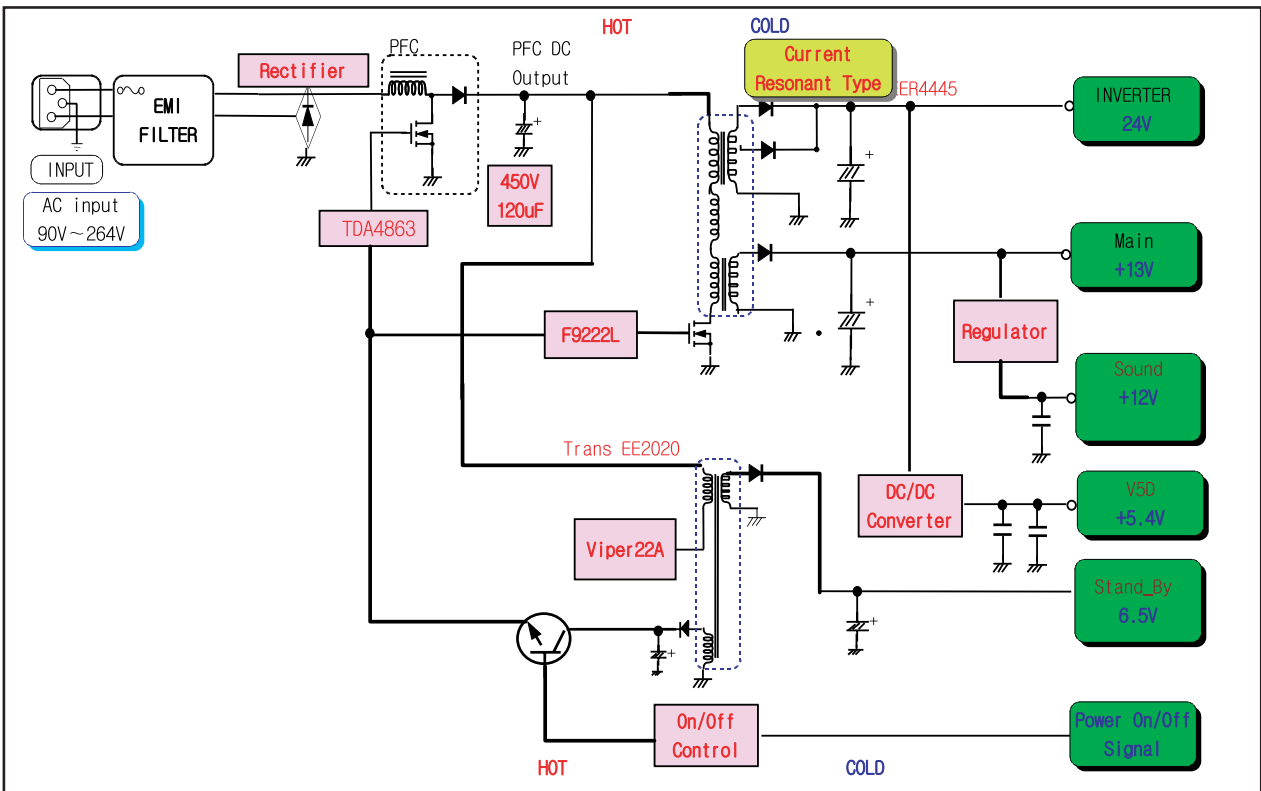 HOT
COLD
PFC
PFC DC
Output
Rectifier
Current
Resonant Type
EER4445
INVERTER
24V
EMI
FILTER
INPUT
AC input
90V~264V
450V
120uF
TDA4863
Main
+13V
F9222L
Regulator
Sound
+12V
Trans EE2020
DC/DC
Converter
V5D
+5.4V
Viper22A
Stand_By
6.5V
On/Off
Control
Power On/Off
Signal
HOT
COLD
+
+
+
+
+